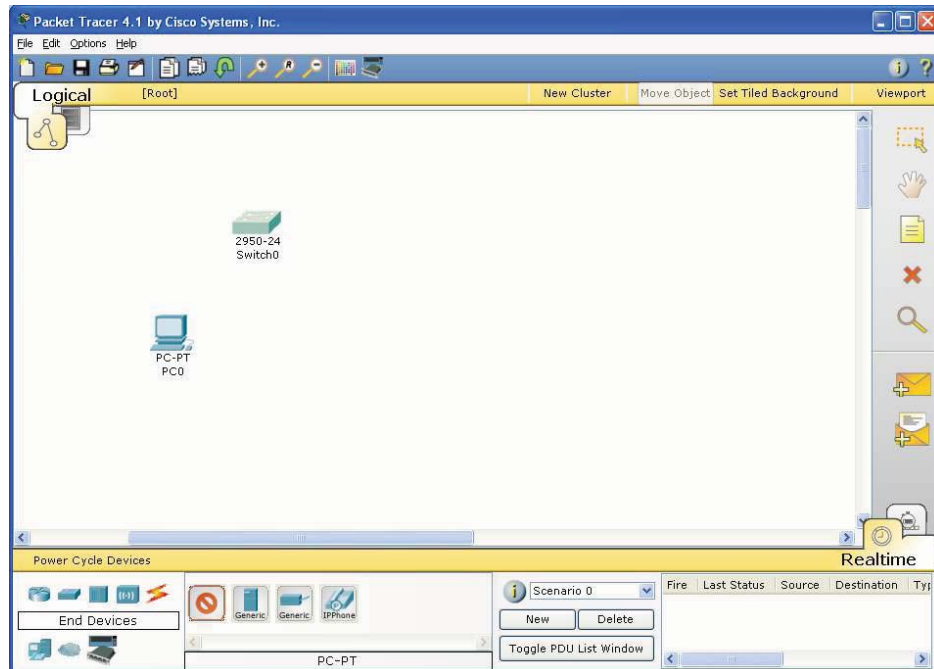 Packet Tracer 4.1 by Cisco Systems, Inc.
File Edit Options Help
Logical [Root] New Cluster Move Object Set Tiled Background Viewport
2950-24
Switch0
PC-PT
PC0
Power Cycle Devices Realtime
End Devices
Generic Generic IPPhone
PC-PT
Scenario 0
New Delete
Toggle PDU List Window
Fire Last Status Source Destination Typ